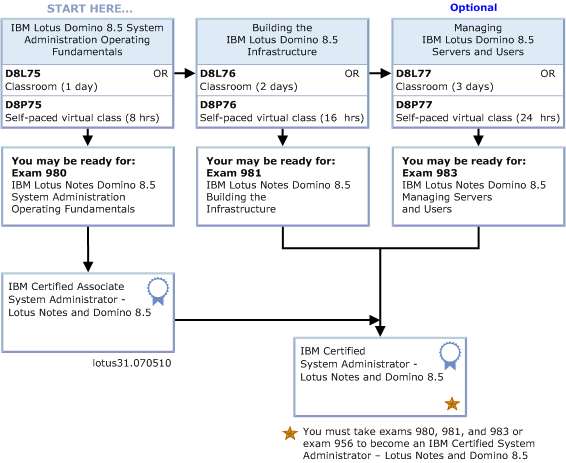 START HERE...
IBM Lotus Domino 8.5 System
Administration Operating
Fundamentals
D8L75 OR
Classroom (1 day)
D8P75
Self-paced virtual class (8 hrs)
Building the
IBM Lotus Domino 8.5
Infrastructure
D8L76 OR
Classroom (2 days)
D8P76
Self-paced virtual class (16 hrs)
Optional
Managing
IBM Lotus Domino 8.5
Servers and Users
D8L77 OR
Classroom (3 days)
D8P77
Self-paced virtual class (24 hrs)
You may be ready for:
Exam 980
IBM Lotus Notes Domino 8.5
System Administration
Operating Fundamentals
Your may be ready for:
Exam 981
IBM Lotus Notes Domino 8.5
Building the
Infrastructure
You may be ready for:
Exam 983
IBM Lotus Notes Domino 8.5
Managing Servers
and Users
IBM Certified Associate
System Administrator -
Lotus Notes and Domino 8.5
lotus31.070510
IBM Certified
System Administrator -
Lotus Notes and Domino 8.5
You must take exams 980, 981, and 983 or
exam 956 to become an IBM Certified System
Administrator – Lotus Notes and Domino 8.5